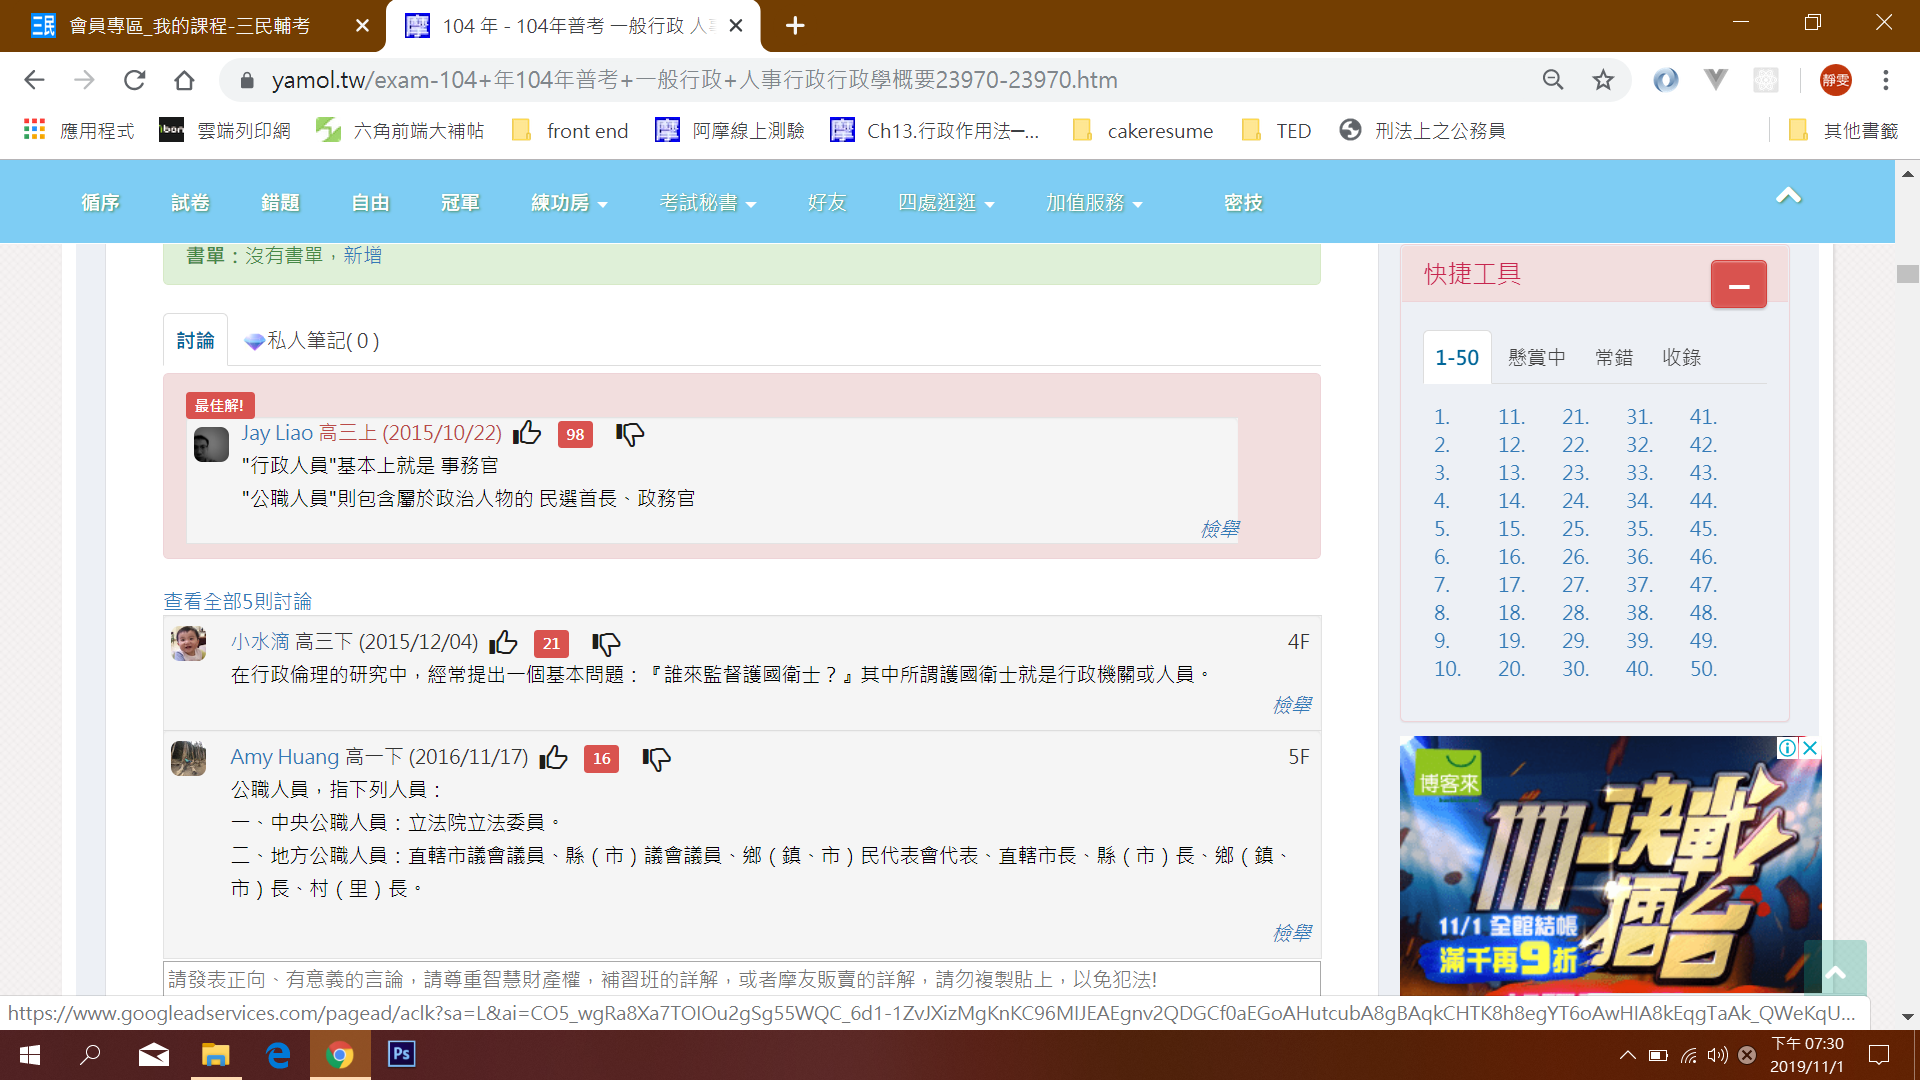 會員專區_我的課程-三民輔考
104 年 - 104年普考 一般行政 人
yamol.tw/exam-104+年104年普考+一般行政+人事行政行政學概要23970-23970.htm
靜雯
應用程式 ibon 雲端列印網 六角前端大補帖 front end 阿摩線上測驗 Ch13.行政作用法─... cakeresume TED 刑法上之公務員 其他書籤
循序 試卷 錯題 自由 冠軍 練功房 考試秘書 好友 四處逛逛 加值服務 密技
書單：沒有書單，新增
討論 私人筆記( 0 )
最佳解!
Jay Liao 高三上 (2015/10/22) 98
"行政人員"基本上就是 事務官
"公職人員"則包含屬於政治人物的 民選首長、政務官
檢舉
查看全部5則討論
小水滴 高三下 (2015/12/04) 21 4F
在行政倫理的研究中，經常提出一個基本問題：『誰來監督護國衛士？』其中所謂護國衛士就是行政機關或人員。
檢舉
Amy Huang 高一下 (2016/11/17) 16 5F
公職人員，指下列人員：
一、中央公職人員：立法院立法委員。
二、地方公職人員：直轄市議會議員、縣（市）議會議員、鄉（鎮、市）民代表會代表、直轄市長、縣（市）長、鄉（鎮、
市）長、村（里）長。
檢舉
請發表正向、有意義的言論，請尊重智慧財產權，補習班的詳解，或者摩友販賣的詳解，請勿複製貼上，以免犯法!
快捷工具
1-50 懸賞中 常錯 收錄
1. 11. 21. 31. 41.
2. 12. 22. 32. 42.
3. 13. 23. 33. 43.
4. 14. 24. 34. 44.
5. 15. 25. 35. 45.
6. 16. 26. 36. 46.
7. 17. 27. 37. 47.
8. 18. 28. 38. 48.
9. 19. 29. 39. 49.
10. 20. 30. 40. 50.
博客來
1111決戰
擂台
11/1 全館結帳
滿千再9折
https://www.googleadservices.com/pagead/aclk?sa=L&ai=CO5_wgRa8Xa7TOIOu2gSg55WQC_6d1-1ZvJXizMgKnKC96MIJEAEgnv2QDGCf0aEGoAHutcubA8gBAqkCHTK8h8egYT6oAwHIA8kEqgTaAk_QWeKqU...
Ps
下午 07:30
2019/11/1